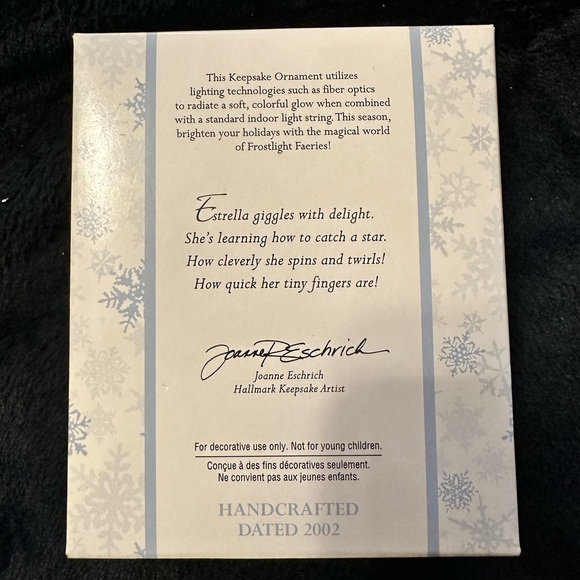 This Keepsake Ornament utilizes
lighting technologies such as fiber optics
to radiate a soft, colorful glow when combined
with a standard indoor light string. This season,
brighten your holidays with the magical world
of Frostlight Faeries!
Estrella giggles with delight.
She's learning how to catch a star.
How cleverly she spins and twirls!
How quick her tiny fingers are!
Joanne R Eschrich
Joanne Eschrich
Hallmark Keepsake Artist
For decorative use only. Not for young children.
Conçue à des fins décoratives seulement.
Ne convient pas aux jeunes enfants.
HANDCRAFTED
DATED 2002